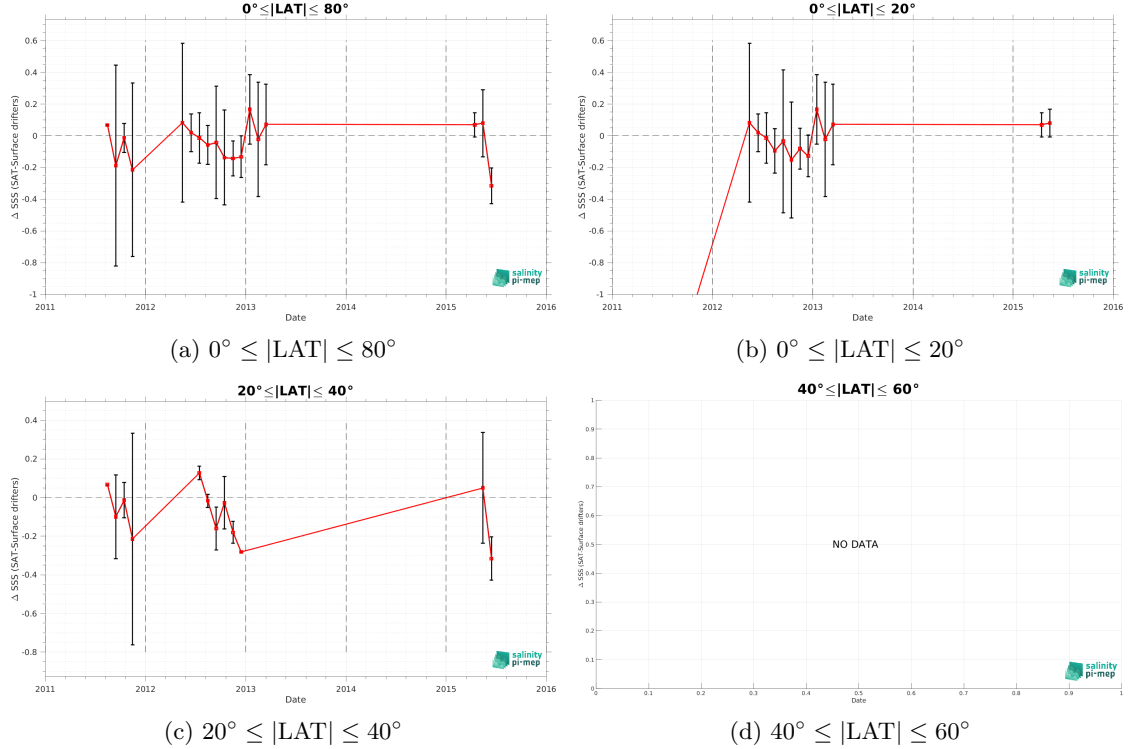 0°≤|LAT|≤ 80°
0.6
0.4
0.2
0
-0.2
-0.4
-0.6
-0.8
-1
Δ SSS (SAT-Surface drifters)
2011 2012 2013 2014 2015 2016
Date
salinity
pi-mep
(a) 0° ≤ |LAT| ≤ 80°
0°≤|LAT|≤ 20°
0.6
0.4
0.2
0
-0.2
-0.4
-0.6
-0.8
-1
Δ SSS (SAT-Surface drifters)
2011 2012 2013 2014 2015 2016
Date
salinity
pi-mep
(b) 0° ≤ |LAT| ≤ 20°
20°≤|LAT|≤ 40°
0.4
0.2
0
-0.2
-0.4
-0.6
-0.8
Δ SSS (SAT-Surface drifters)
2011 2012 2013 2014 2015 2016
Date
salinity
pi-mep
(c) 20° ≤ |LAT| ≤ 40°
40°≤|LAT|≤ 60°
1
0.9
0.8
0.7
0.6
0.5
0.4
0.3
0.2
0.1
0
Δ SSS (SAT-Surface drifters)
NO DATA
0 0.1 0.2 0.3 0.4 0.5 0.6 0.7 0.8 0.9 1
Date
salinity
pi-mep
(d) 40° ≤ |LAT| ≤ 60°